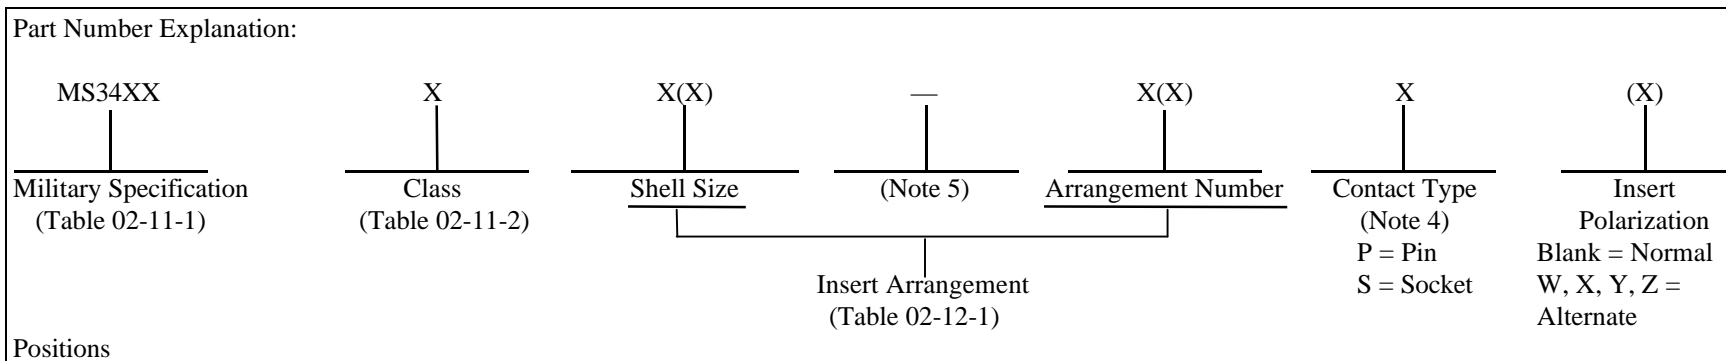 Part Number Explanation:
MS34XX X X(X) — X(X) X (X)
Military Specification Class Shell Size (Note 5) Arrangement Number Contact Type Insert
(Table 02-11-1) (Table 02-11-2) (Note 4) Polarization
P = Pin Blank = Normal
Insert Arrangement S = Socket W, X, Y, Z =
(Table 02-12-1) Alternate
Positions